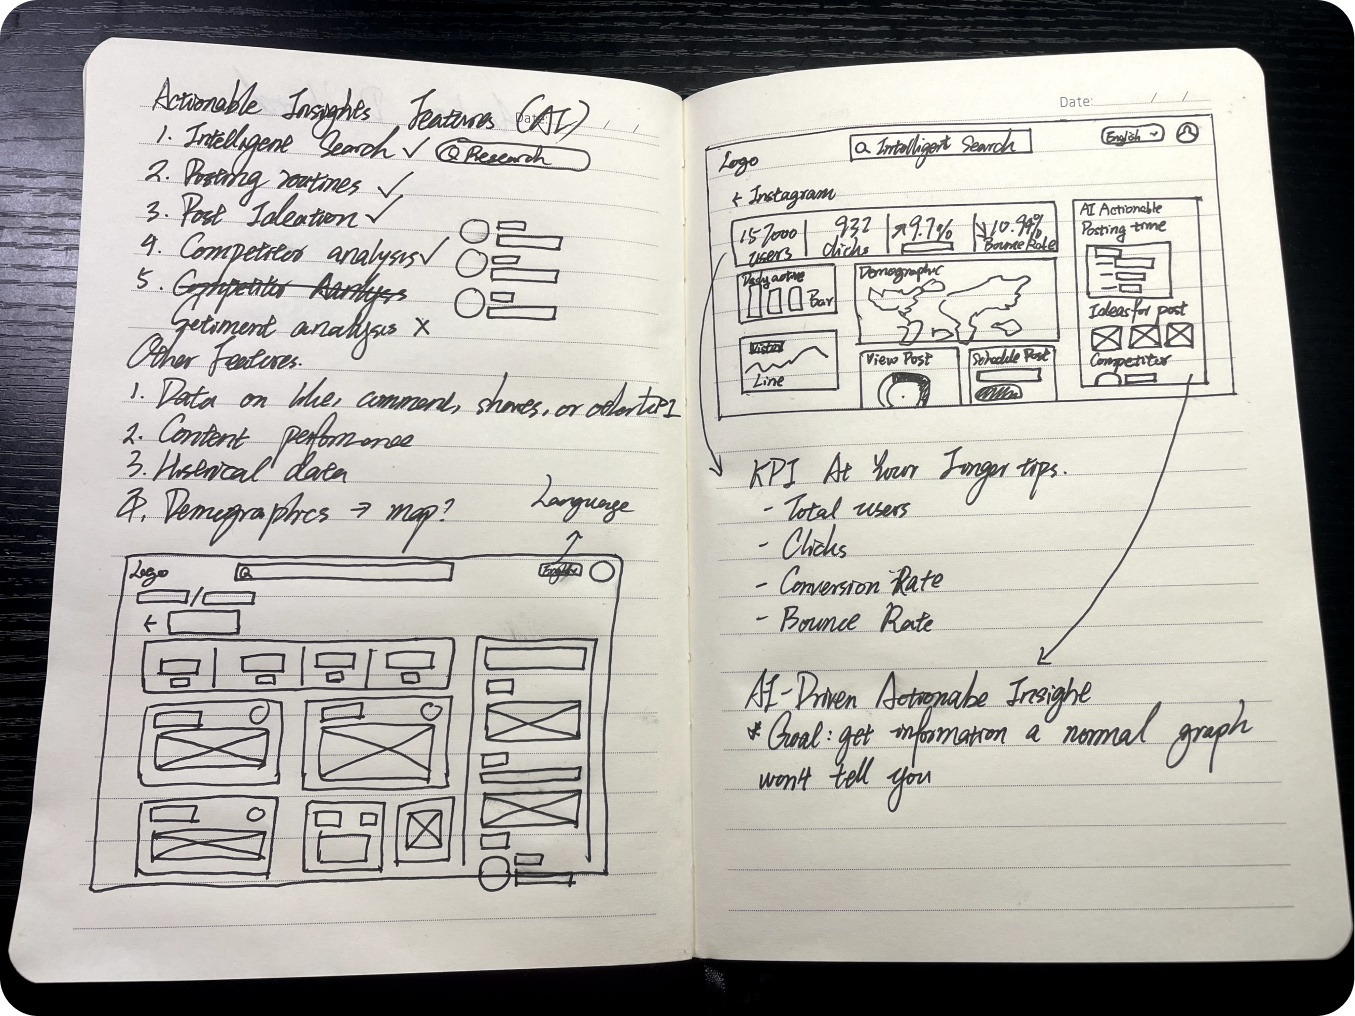 Actionable Insights Features (AI)
Date: / /
1. Intelligent Search ✓
Research
2. Posting routines ✓
3. Post Ideation ✓
4. Competitor analysis ✓
5. Competitor Analysis
Setiment analysis x
Other Features.
1. Data on like, comment, shares, or other KPI
2. Content performance
3. Historical data
4. Demographics → map?
Language
Logo
English
/
←
Date: / /
Logo
Intelligent Search
English
← Instagram
157000
users
932
Clicks
↗9.7%
↘10.94%
Bounce Rate
Daily active
Bar
Demographic
Line
View Post
Schedule Post
AI Actionable
Posting time
Ideas for post
Competitor
KPI At Your Finger tips.
- Total users
- Clicks
- Conversion Rate
- Bounce Rate
AI-Driven Actionabe Insight
* Goal: get information a normal graph
won't tell you